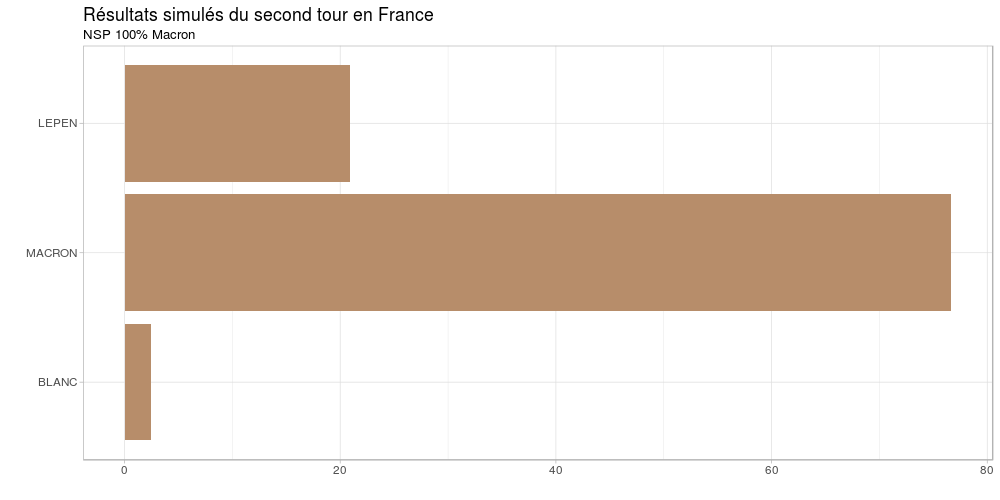 Résultats simulés du second tour en France
NSP 100% Macron
LEPEN
MACRON
BLANC
0 20 40 60 80